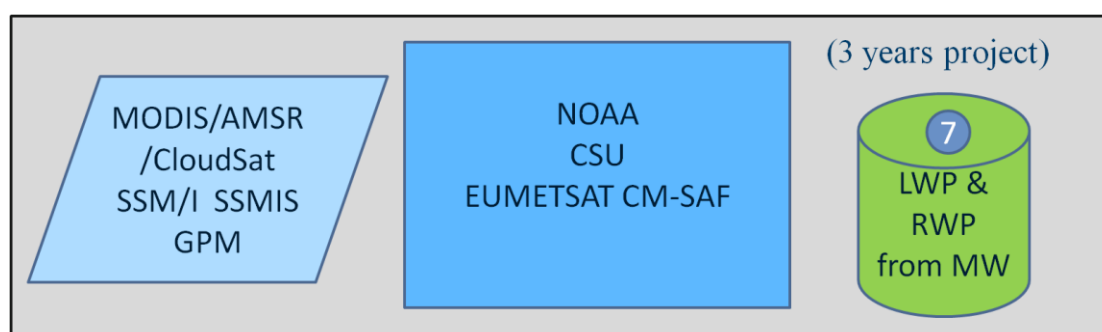 MODIS/AMSR
/CloudSat
SSM/I SSMIS
GPM
NOAA
CSU
EUMETSAT CM-SAF
(3 years project)
7
LWP &
RWP
from MW